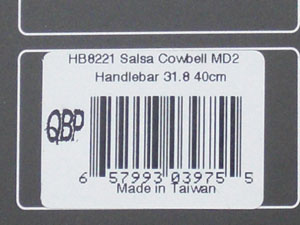 HB8221 Salsa Cowbell MD2
Handlebar 31.8 40cm
QBP
6 57993 03975 5
Made in Taiwan